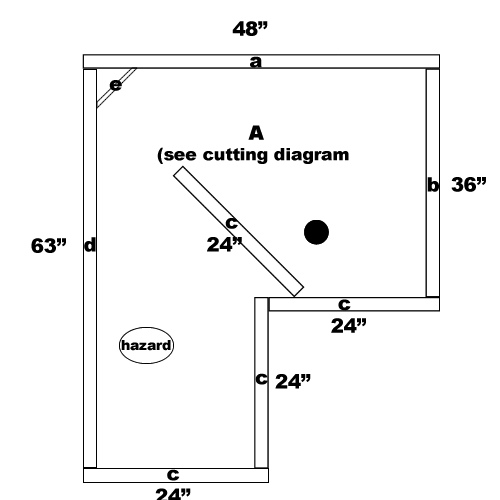 48”
a
e
A
(see cutting diagram
b 36”
c
24”
63” d
c
24”
hazard
c 24”
c
24”